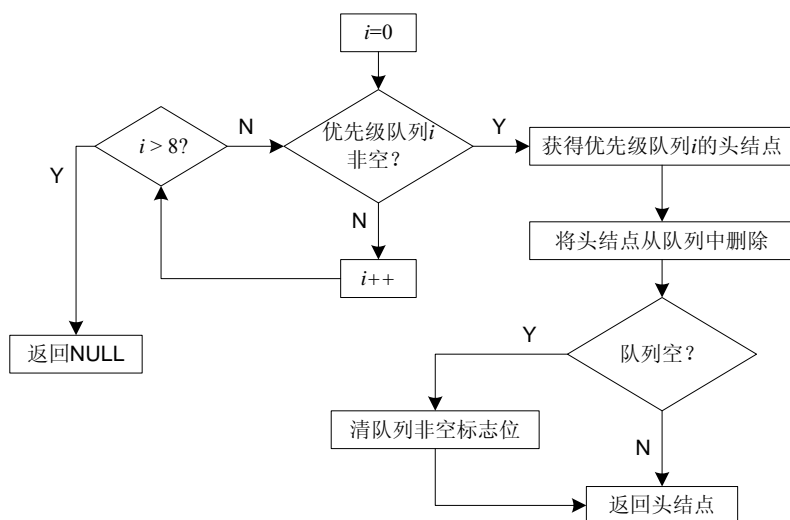 i=0
优先级队列i
非空？
i > 8?
N
Y
获得优先级队列i的头结点
Y
N
将头结点从队列中删除
i++
返回NULL
Y
队列空？
清队列非空标志位
N
返回头结点